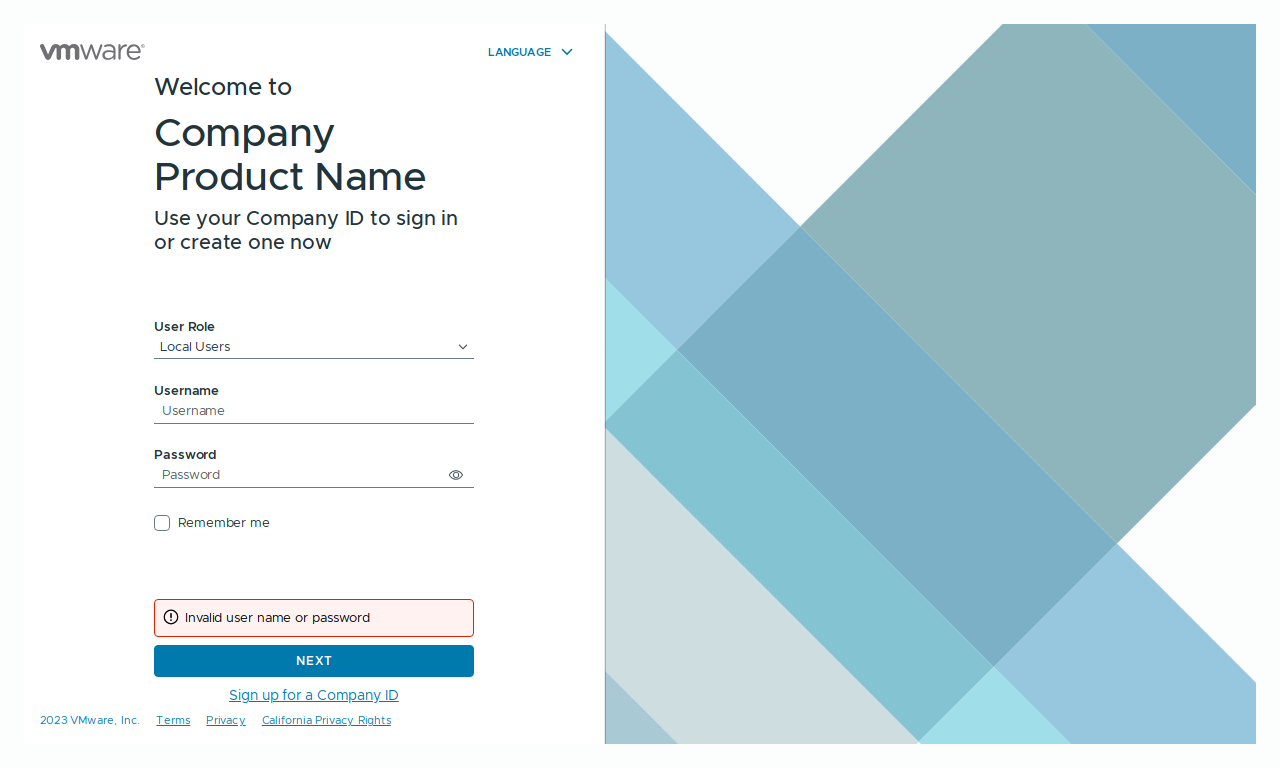 vmware®
LANGUAGE
Welcome to
Company
Product Name
Use your Company ID to sign in
or create one now
User Role
Local Users
Username
Username
Password
Password
Remember me
Invalid user name or password
NEXT
Sign up for a Company ID
2023 VMware, Inc. Terms Privacy California Privacy Rights